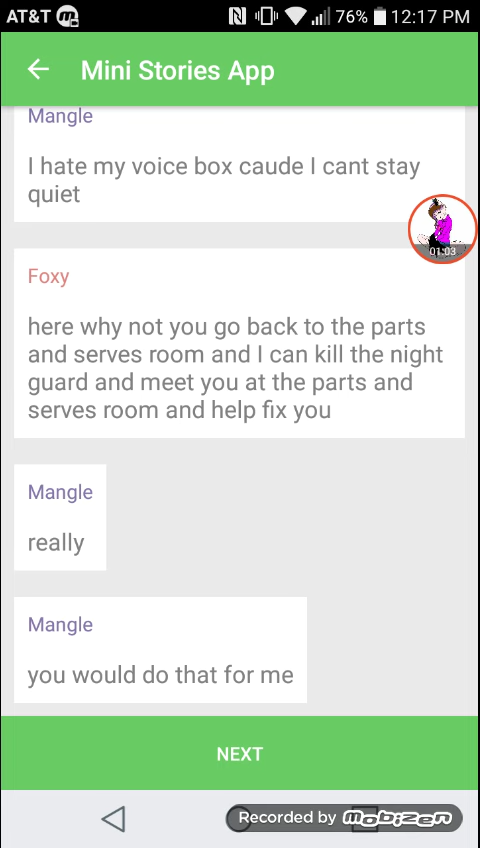 AT&T 76% 12:17 PM
Mini Stories App
Mangle
I hate my voice box caude I cant stay
quiet
01:03
Foxy
here why not you go back to the parts
and serves room and I can kill the night
guard and meet you at the parts and
serves room and help fix you
Mangle
really
Mangle
you would do that for me
NEXT
Recorded by Mobizen